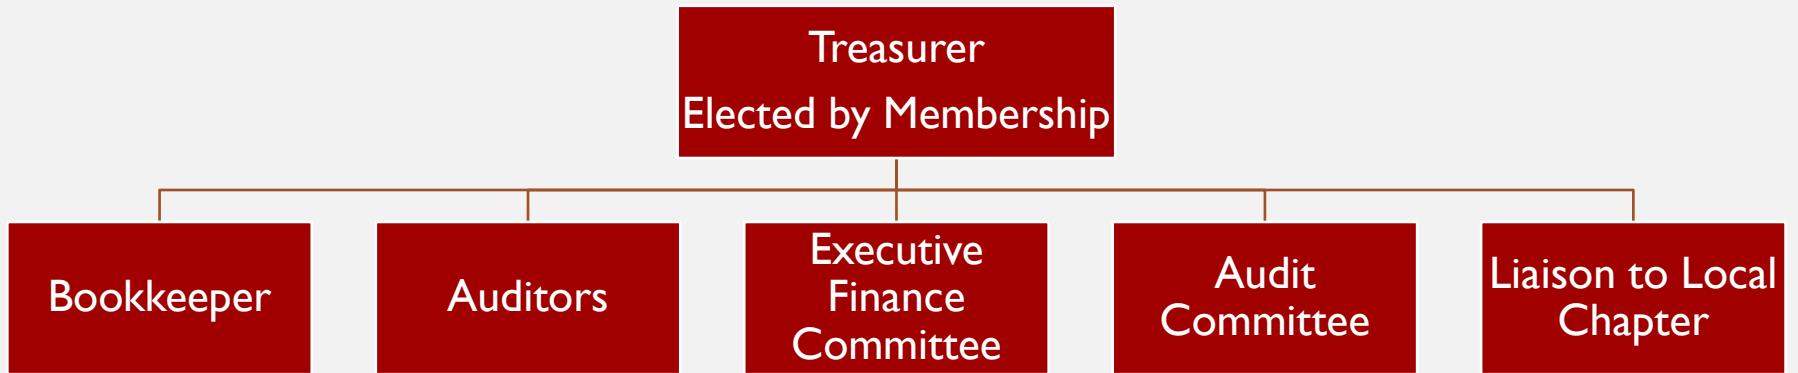 Treasurer
Elected by Membership
Bookkeeper
Auditors
Executive
Finance
Committee
Audit
Committee
Liaison to Local
Chapter